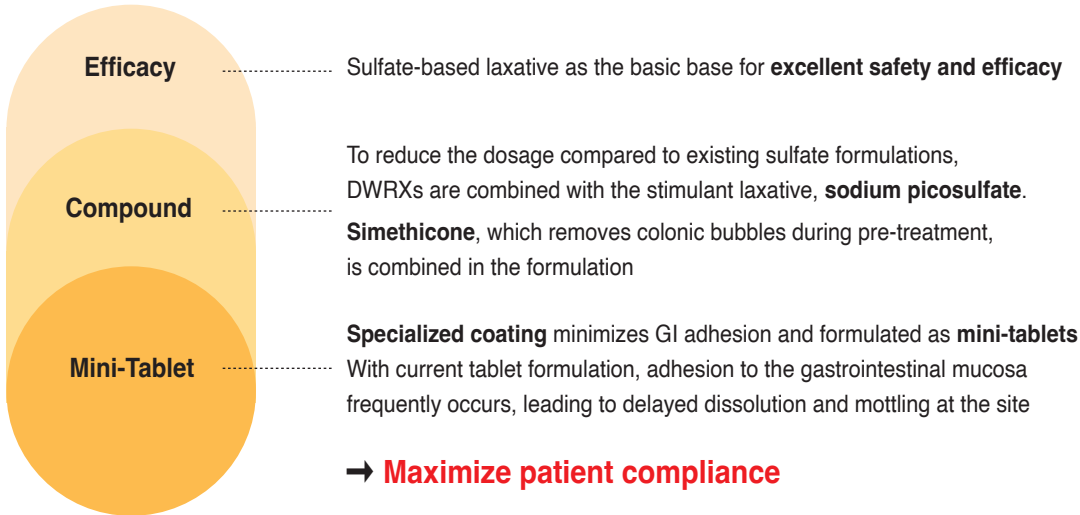 Efficacy
Sulfate-based laxative as the basic base for excellent safety and efficacy
Compound
To reduce the dosage compared to existing sulfate formulations,
DWRXs are combined with the stimulant laxative, sodium picosulfate.
Simethicone, which removes colonic bubbles during pre-treatment,
is combined in the formulation
Mini-Tablet
Specialized coating minimizes GI adhesion and formulated as mini-tablets
With current tablet formulation, adhesion to the gastrointestinal mucosa
frequently occurs, leading to delayed dissolution and mottling at the site
➞ Maximize patient compliance